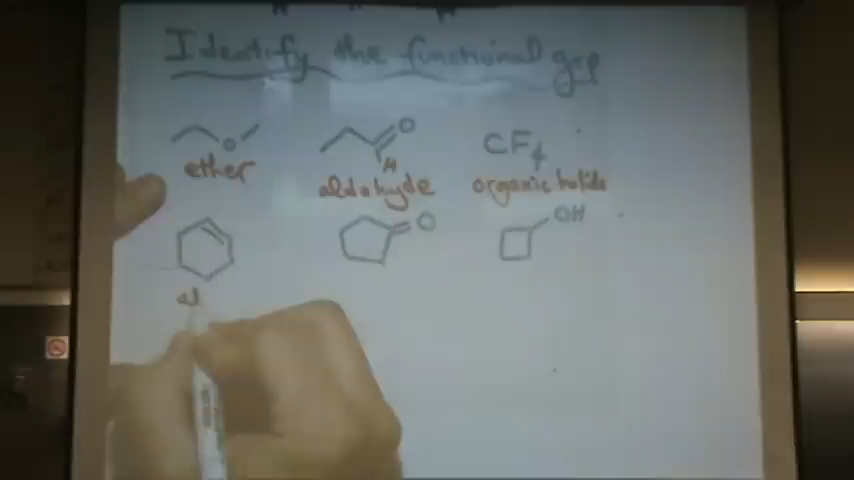 Identify the functional grp
O O CF4
H
ether aldehyde organic halide
O OH
al